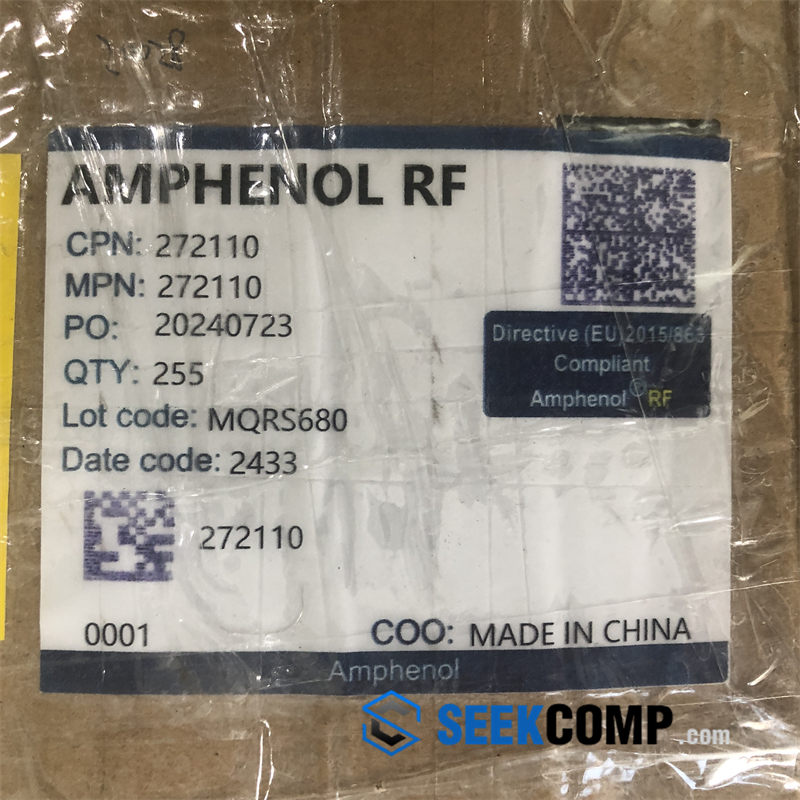 AMPHENOL RF
CPN: 272110
MPN: 272110
PO: 20240723
QTY: 255
Lot code: MQRS680
Date code: 2433
Directive (EU)2015/863
Compliant
Amphenol® RF
272110
0001
COO: MADE IN CHINA
Amphenol
SEEKCOMP.com